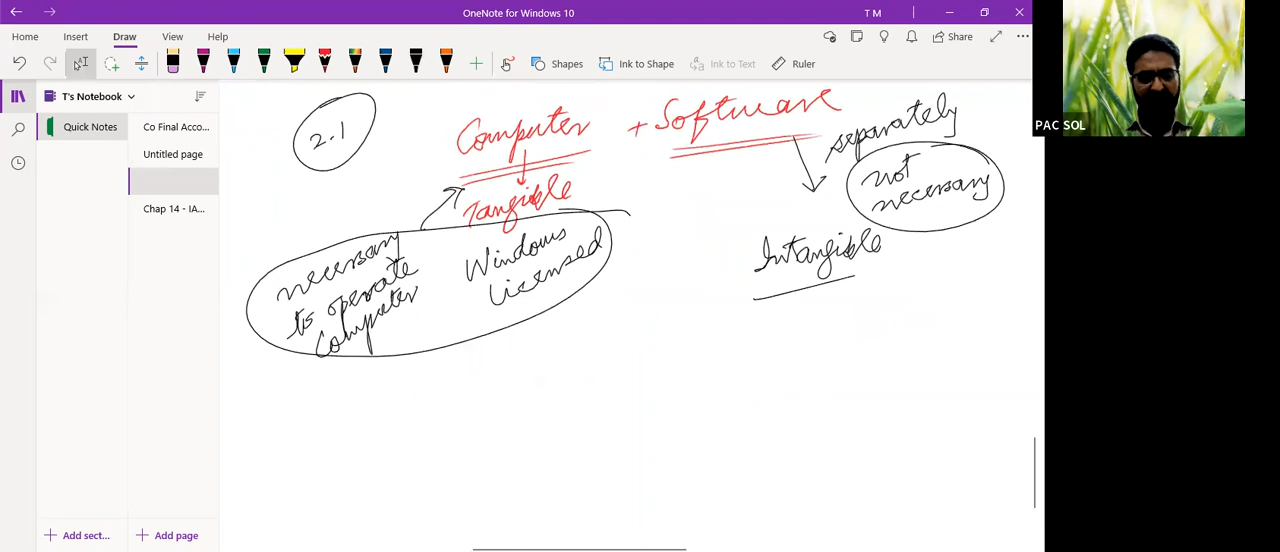 OneNote for Windows 10
T M
Home Insert Draw View Help
Share
Shapes
Ink to Shape
Ink to Text
Ruler
T's Notebook
Quick Notes
Co Final Acco...
Untitled page
Chap 14 - IA...
Add sect...
Add page
PAC SOL
2.1
Computer + Software
separately
not
necessary
Tangible
Intangible
necessary
to operate
Computer
Windows
Licensed